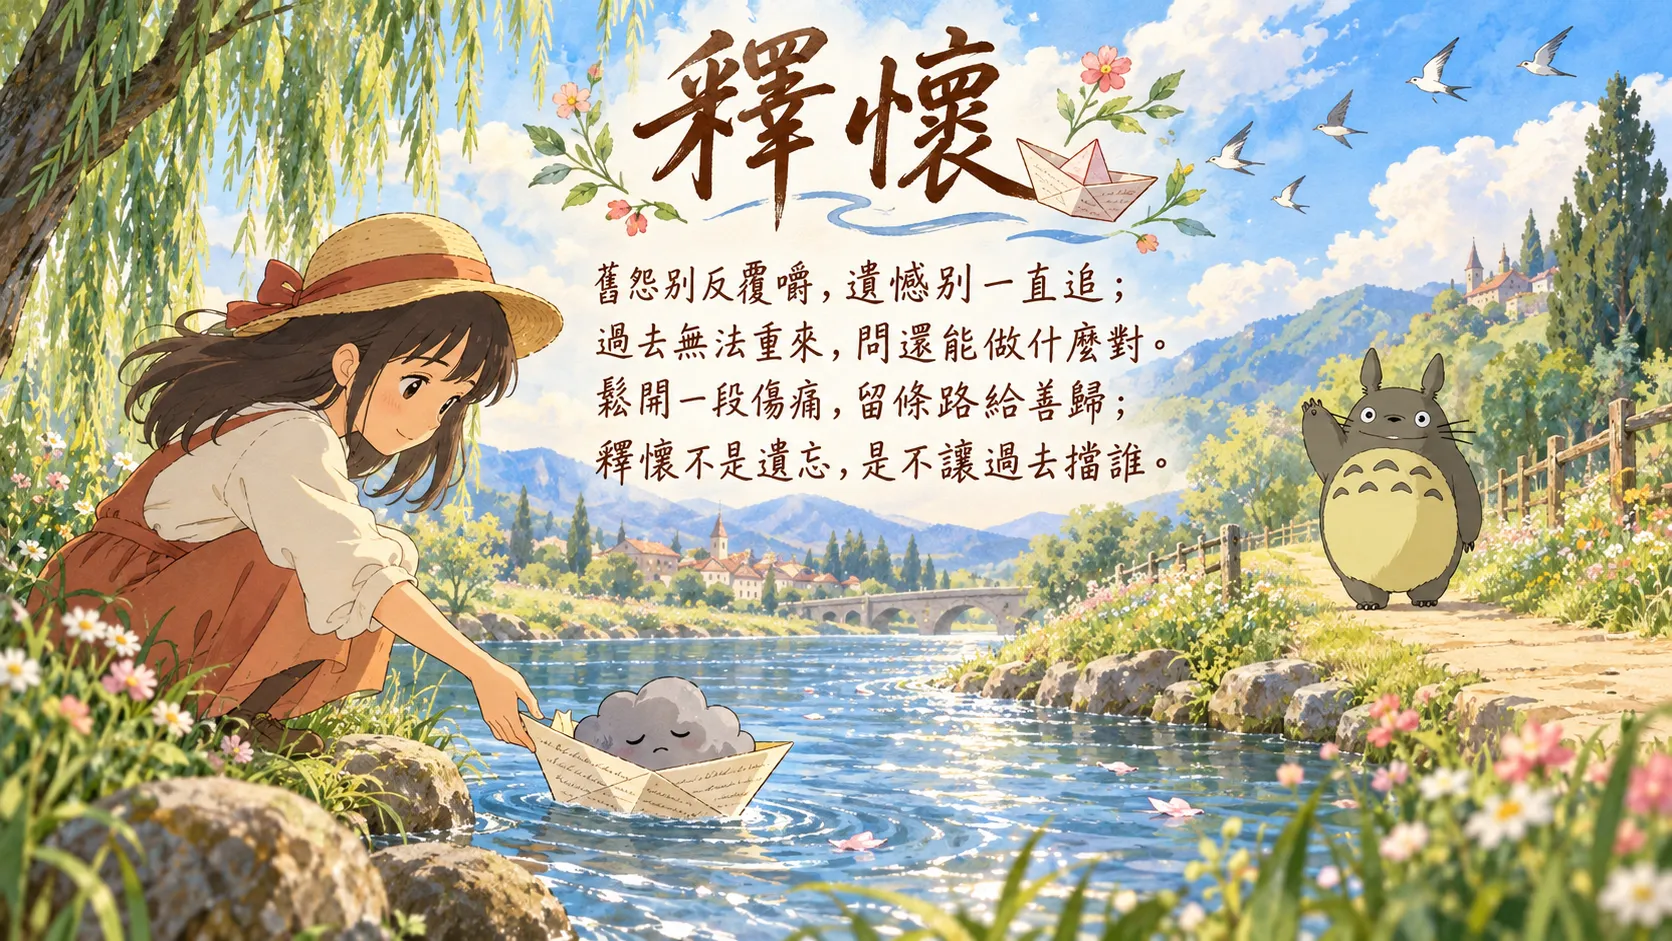 釋懷
舊怨別反覆嚼，遺憾別一直追；
過去無法重來，問還能做什麼對。
鬆開一段傷痛，留條路給善歸；
釋懷不是遺忘，是不讓過去擋誰。